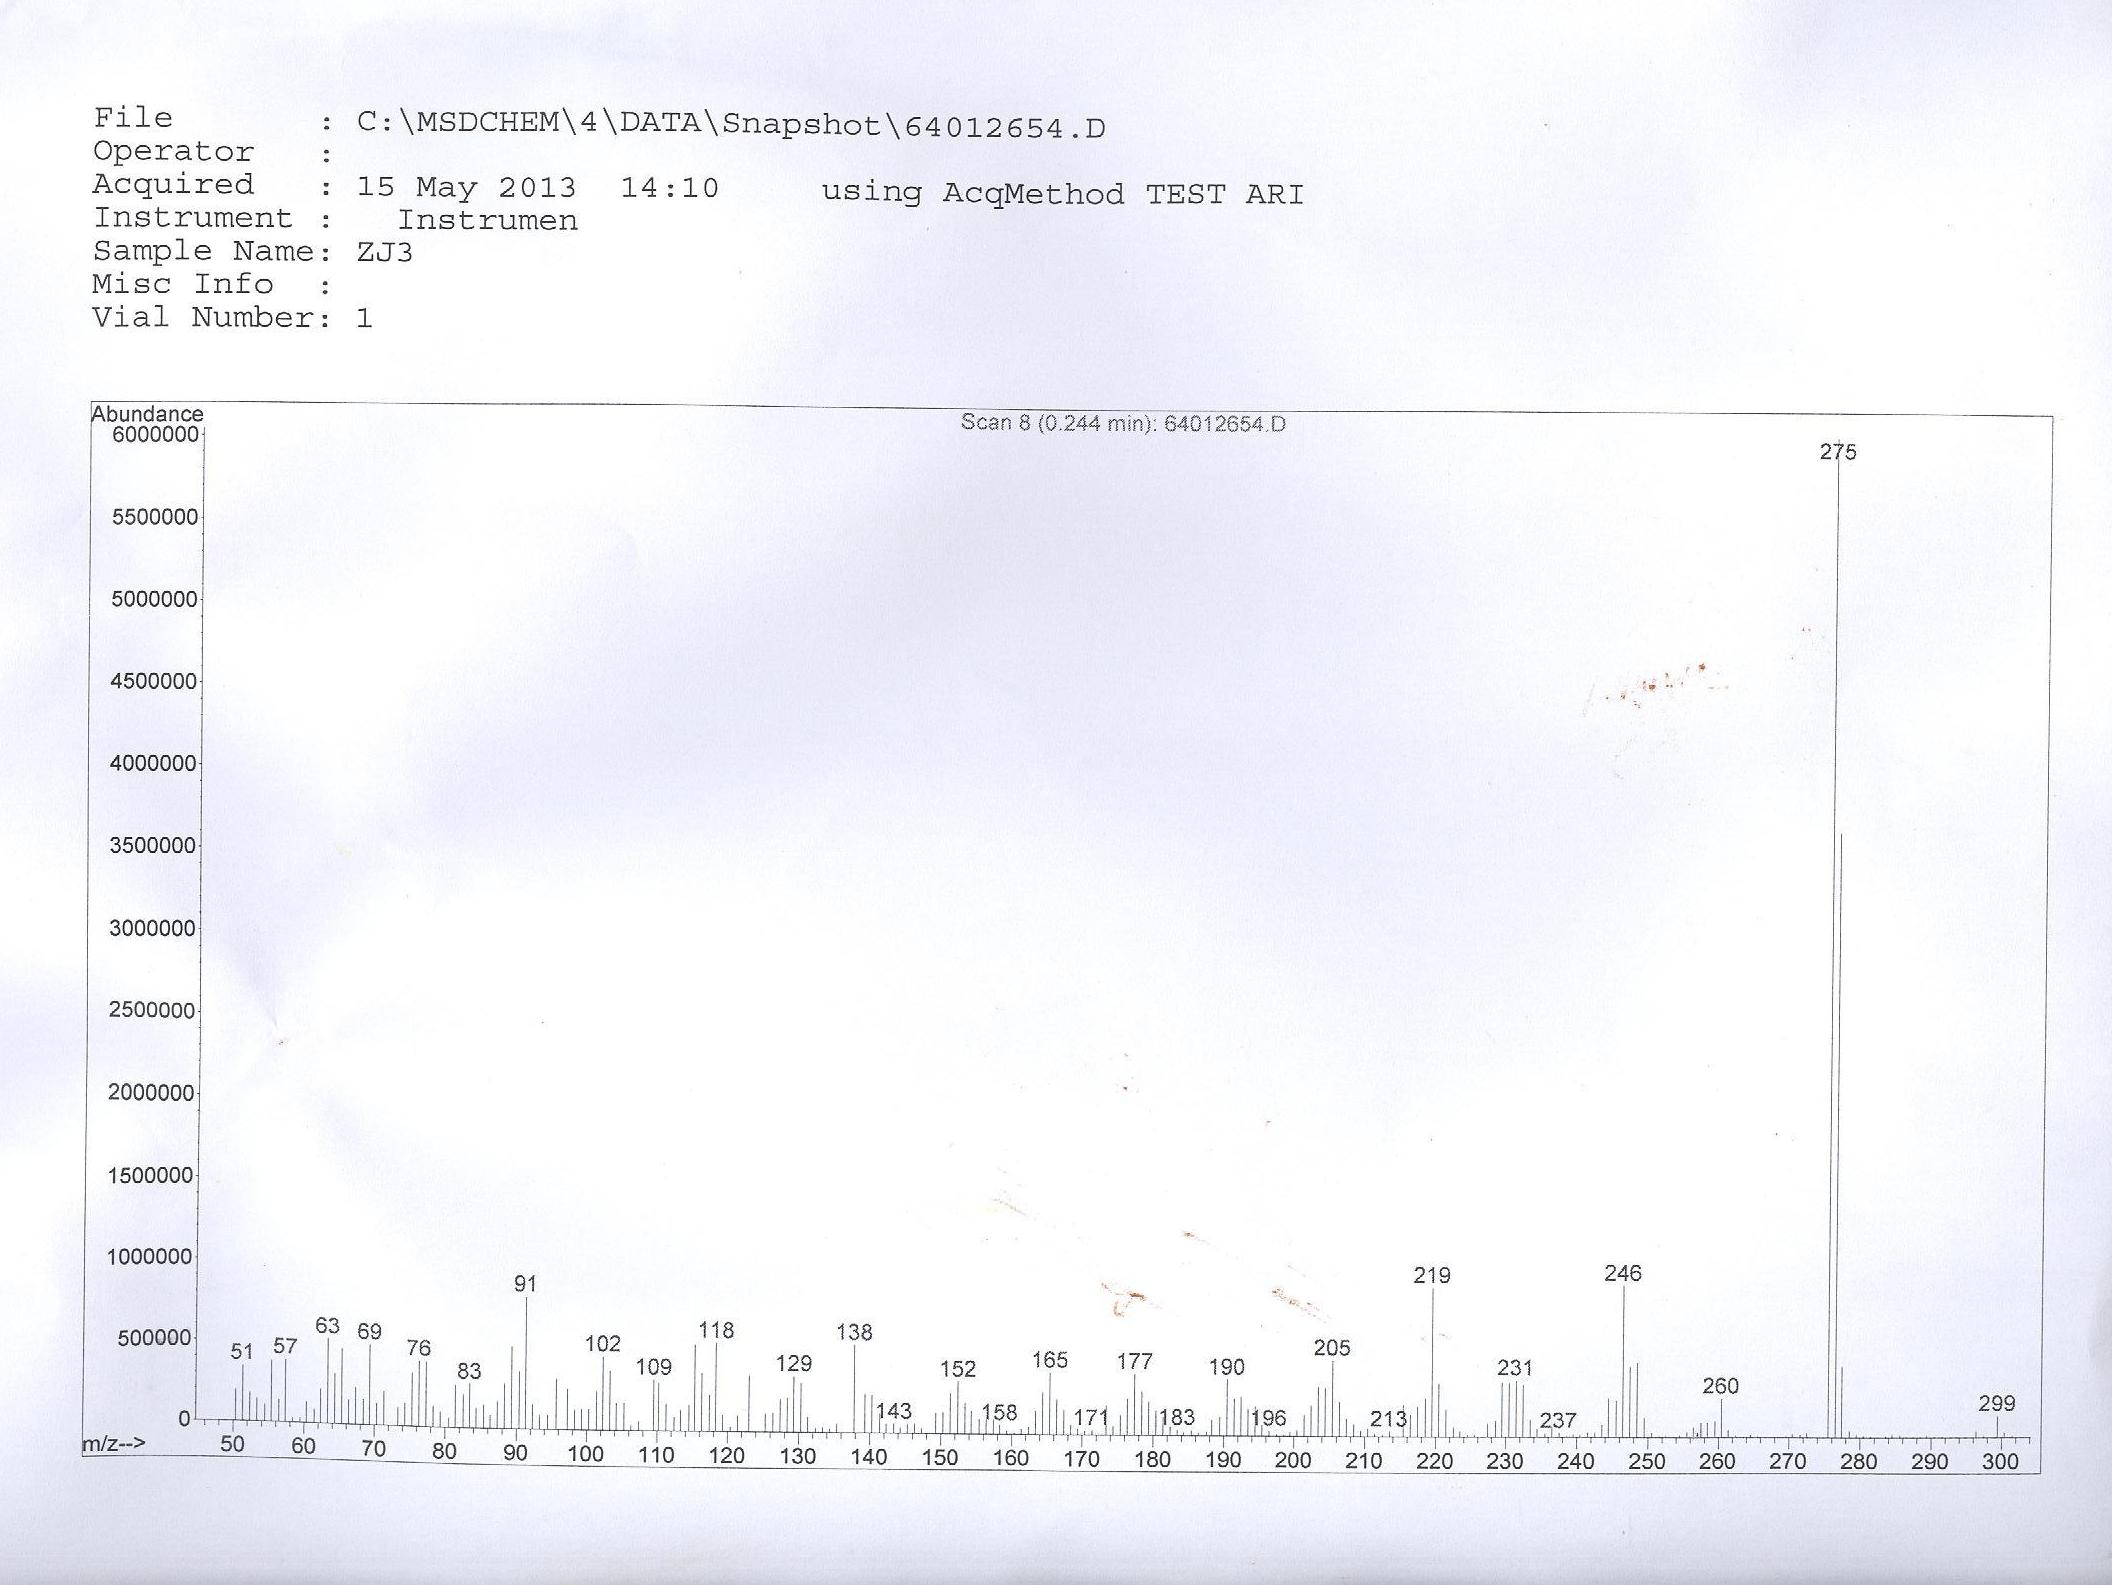 File : C:\MSDCHEM\4\DATA\Snapshot\64012654.D
Operator :
Acquired : 15 May 2013 14:10 using AcqMethod TEST ARI
Instrument : Instrumen
Sample Name: ZJ3
Misc Info :
Vial Number: 1
Abundance
Scan 8 (0.244 min): 64012654.D
6000000
275
5500000
5000000
4500000
4000000
3500000
3000000
2500000
2000000
1500000
1000000
500000
0
51 57 63 69 76 83 91 102 109 118 129 138 143 152 158 165 171 177 183 190 196 205 213 219 231 237 246 260 299
m/z-->
50 60 70 80 90 100 110 120 130 140 150 160 170 180 190 200 210 220 230 240 250 260 270 280 290 300